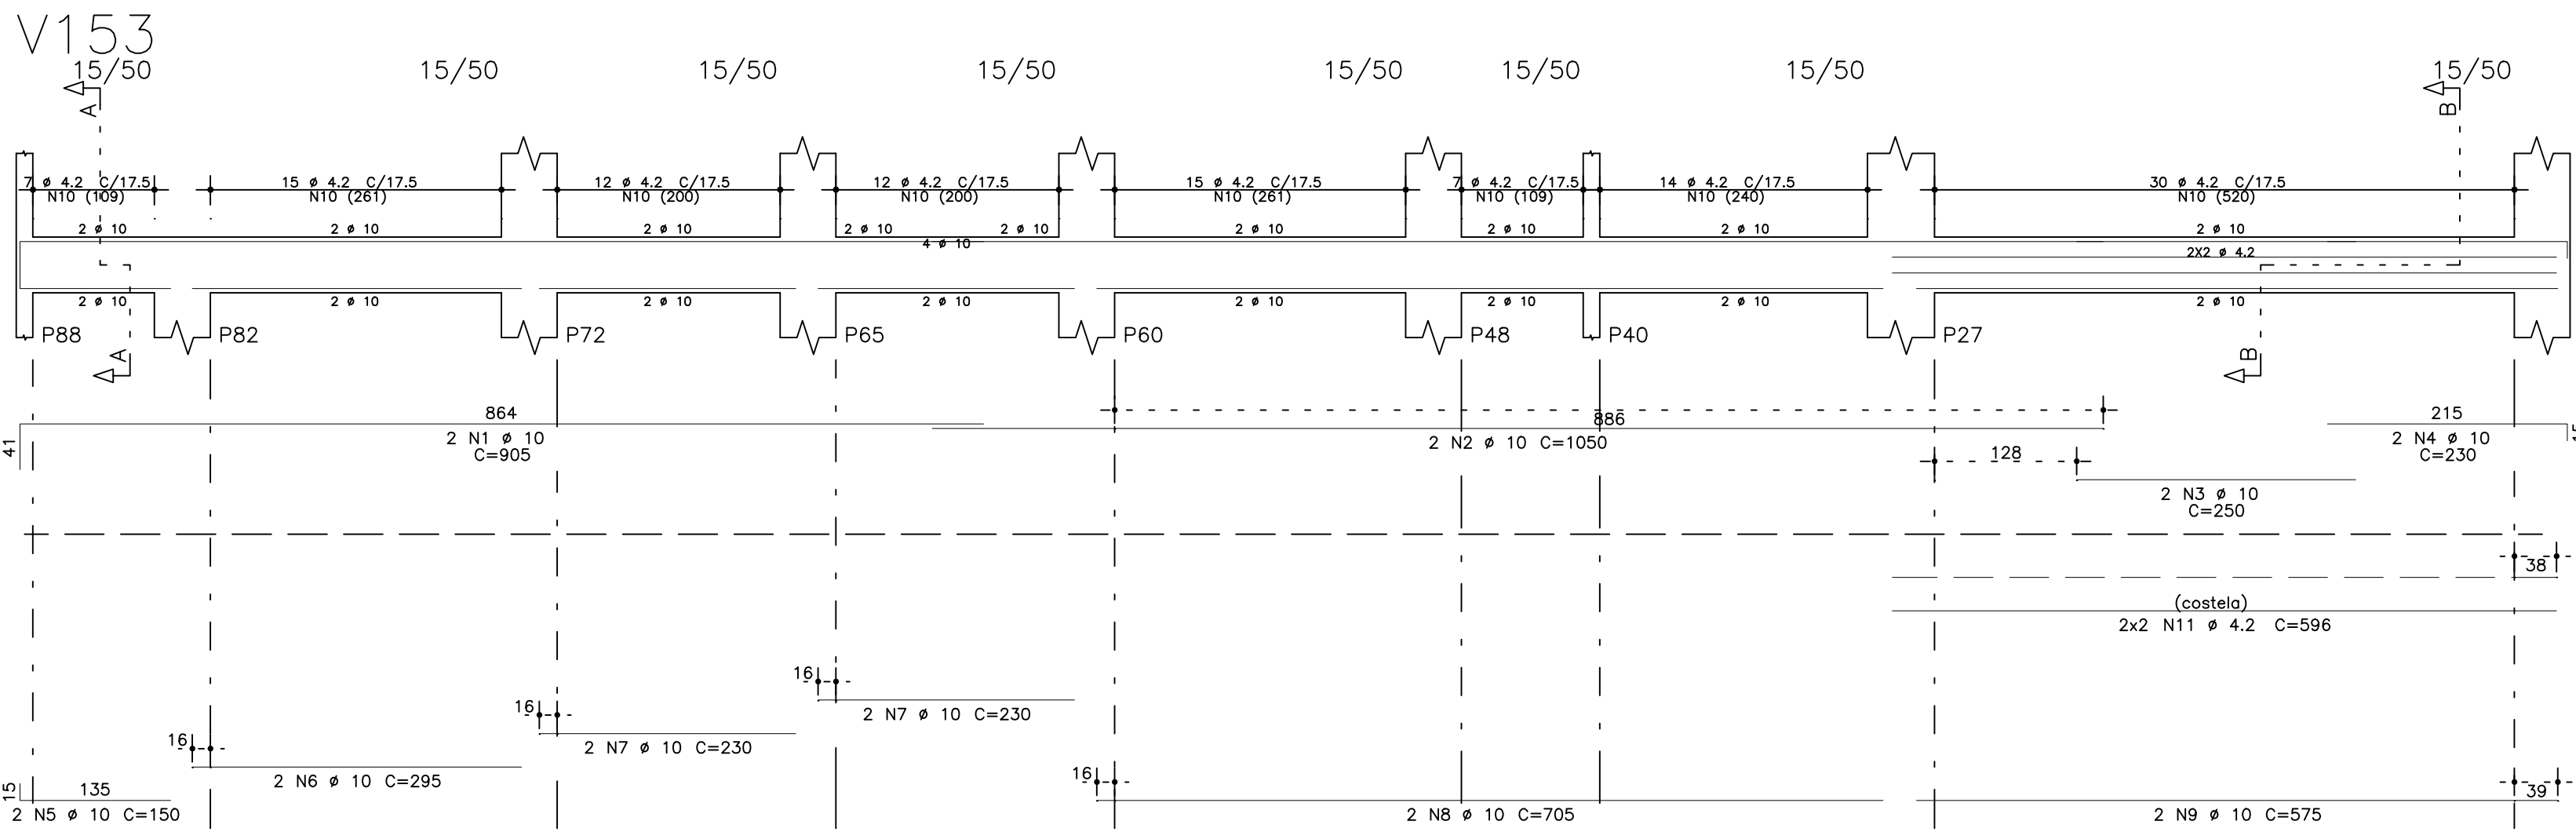 V153
15/50 15/50 15/50 15/50 15/50 15/50 15/50 15/50
A B
7 ø 4.2 C/17.5 15 ø 4.2 C/17.5 12 ø 4.2 C/17.5 12 ø 4.2 C/17.5 15 ø 4.2 C/17.5 7 ø 4.2 C/17.5 14 ø 4.2 C/17.5 30 ø 4.2 C/17.5
N10 (109) N10 (261) N10 (200) N10 (200) N10 (261) N10 (109) N10 (240) N10 (520)
2 ø 10 2 ø 10 2 ø 10 2 ø 10 2 ø 10 2 ø 10 2 ø 10 2 ø 10 2 ø 10
4 ø 10
2X2 ø 4.2
2 ø 10 2 ø 10 2 ø 10 2 ø 10 2 ø 10 2 ø 10 2 ø 10 2 ø 10
P88 P82 P72 P65 P60 P48 P40 P27
A B
864 886 215
41 2 N1 ø 10 2 N2 ø 10 C=1050 2 N4 ø 10 15
C=905 C=230
128
2 N3 ø 10
C=250
38
(costela)
2x2 N11 ø 4.2 C=596
16
2 N7 ø 10 C=230
16
2 N7 ø 10 C=230
16
2 N6 ø 10 C=295
16
15 135 39
2 N5 ø 10 C=150 2 N8 ø 10 C=705 2 N9 ø 10 C=575